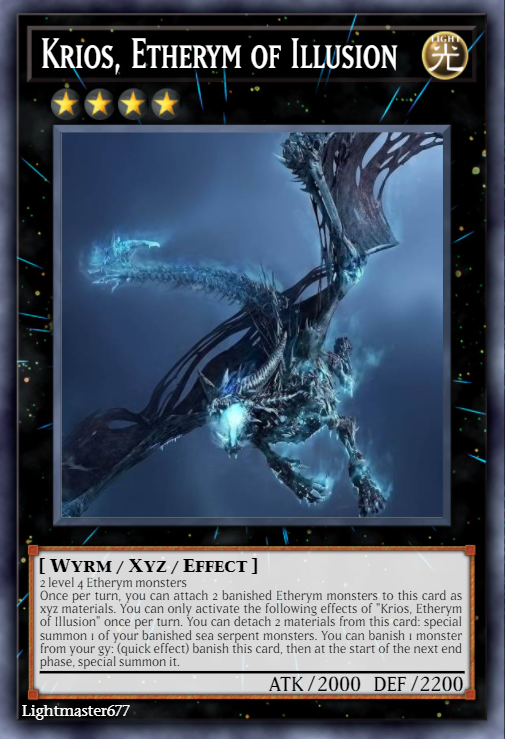 Krios, Etherym of Illusion
LIGHT
光
[ Wyrm / Xyz / Effect ]
2 level 4 Etherym monsters
Once per turn, you can attach 2 banished Etherym monsters to this card as
xyz materials. You can only activate the following effects of "Krios, Etherym
of Illusion" once per turn. You can detach 2 materials from this card: special
summon 1 of your banished sea serpent monsters. You can banish 1 monster
from your gy: (quick effect) banish this card, then at the start of the next end
phase, special summon it.
ATK / 2000 DEF / 2200
Lightmaster677